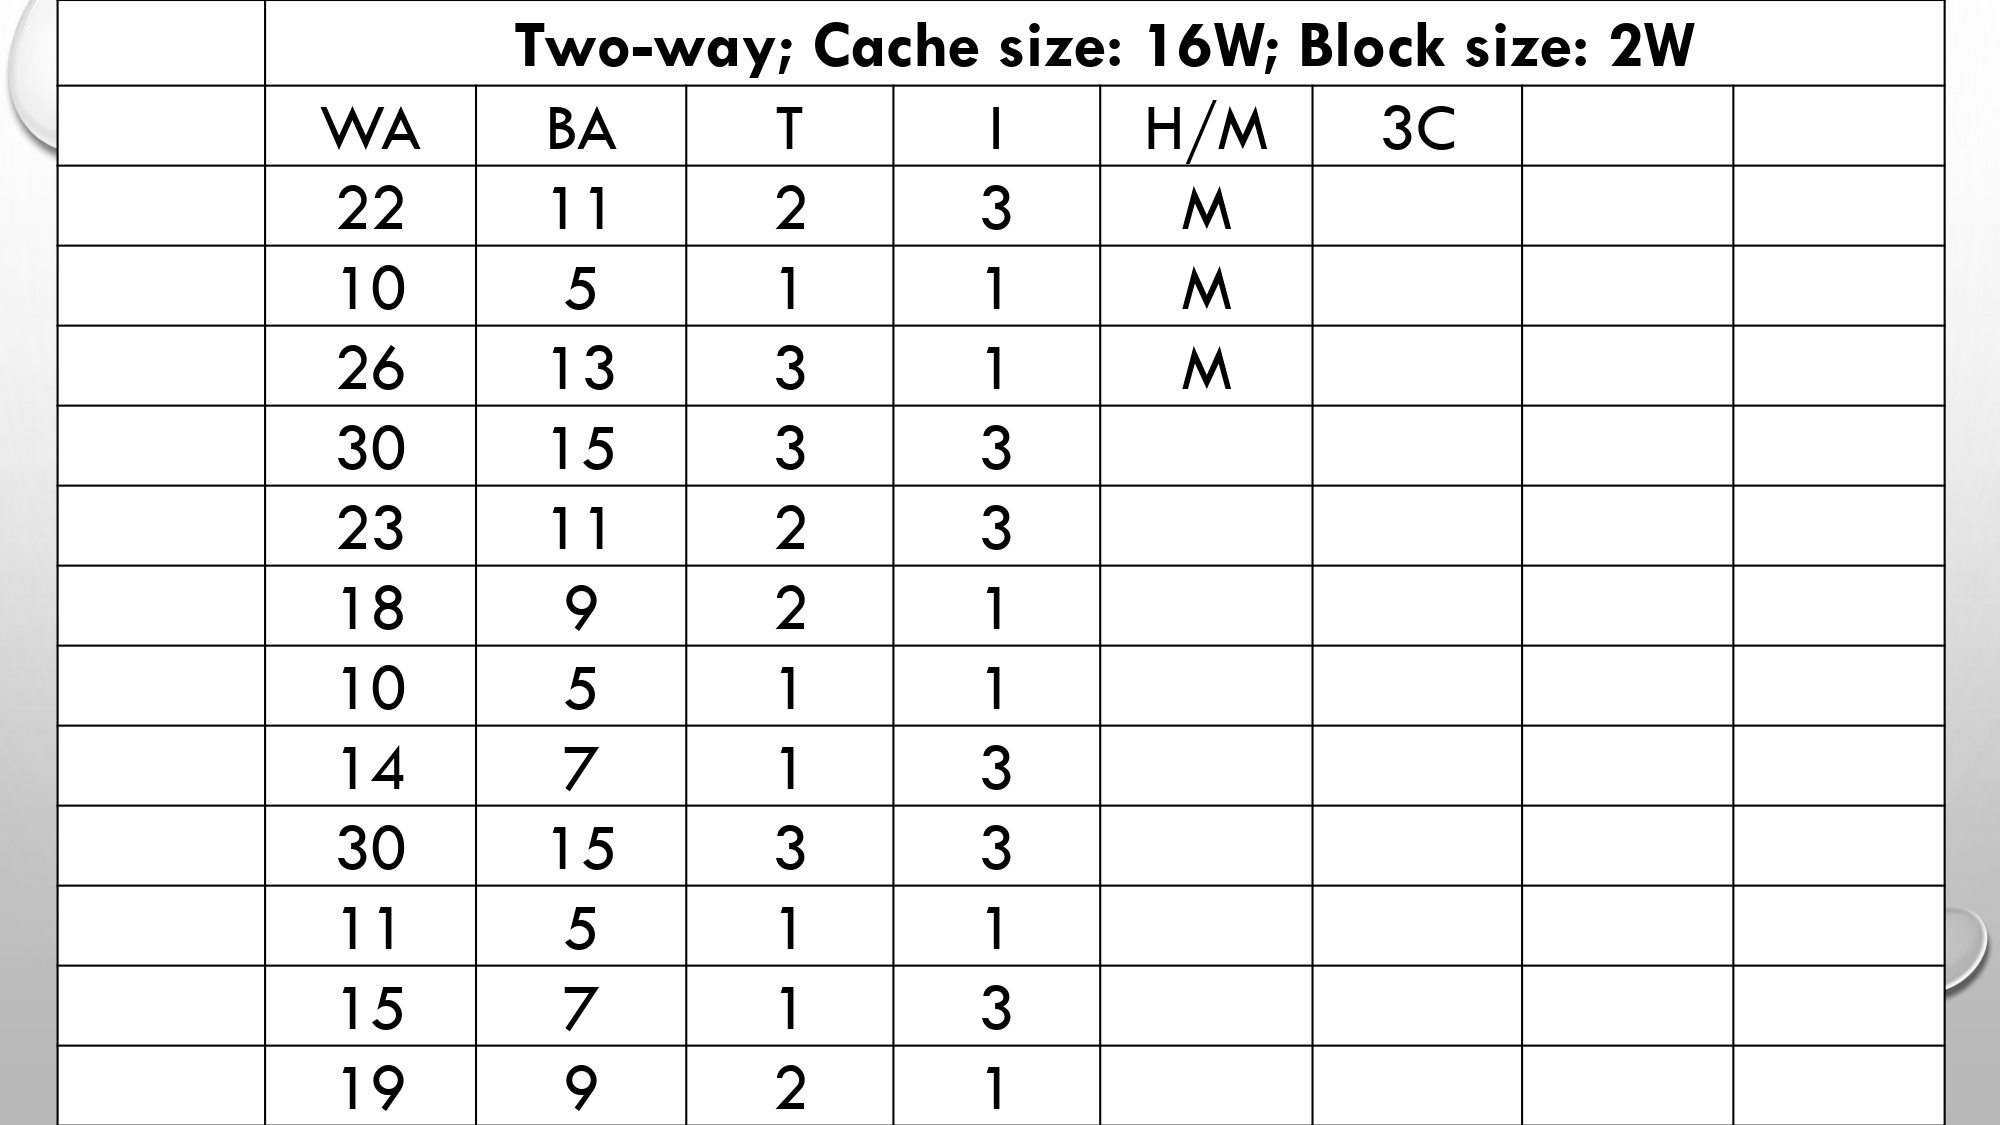 Two-way; Cache size: 16W; Block size: 2W
WA BA T I H/M 3C
22 11 2 3 M
10 5 1 1 M
26 13 3 1 M
30 15 3 3
23 11 2 3
18 9 2 1
10 5 1 1
14 7 1 3
30 15 3 3
11 5 1 1
15 7 1 3
19 9 2 1